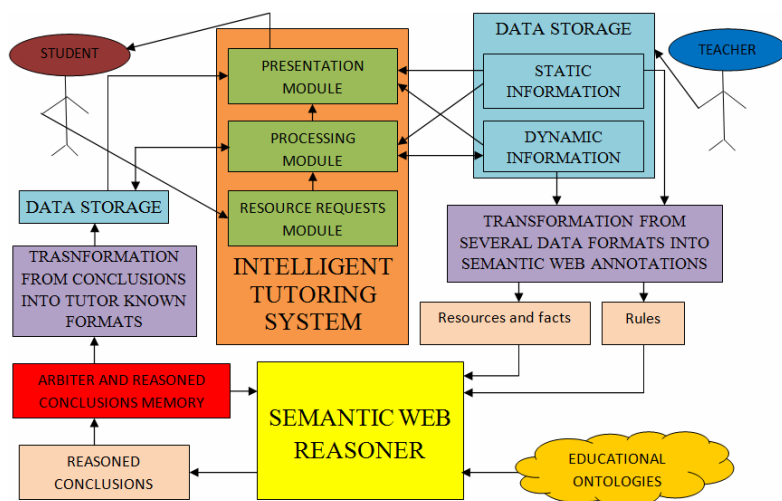 STUDENT
PRESENTATION
MODULE
PROCESSING
MODULE
RESOURCE REQUESTS
MODULE
INTELLIGENT
TUTORING
SYSTEM
DATA STORAGE
STATIC
INFORMATION
DYNAMIC
INFORMATION
TEACHER
DATA STORAGE
TRASNFORMATION
FROM CONCLUSIONS
INTO TUTOR KNOWN
FORMATS
TRANSFORMATION FROM
SEVERAL DATA FORMATS INTO
SEMANTIC WEB ANNOTATIONS
Resources and facts
Rules
ARBITER AND REASONED
CONCLUSIONS MEMORY
SEMANTIC WEB
REASONER
REASONED
CONCLUSIONS
EDUCATIONAL
ONTOLOGIES